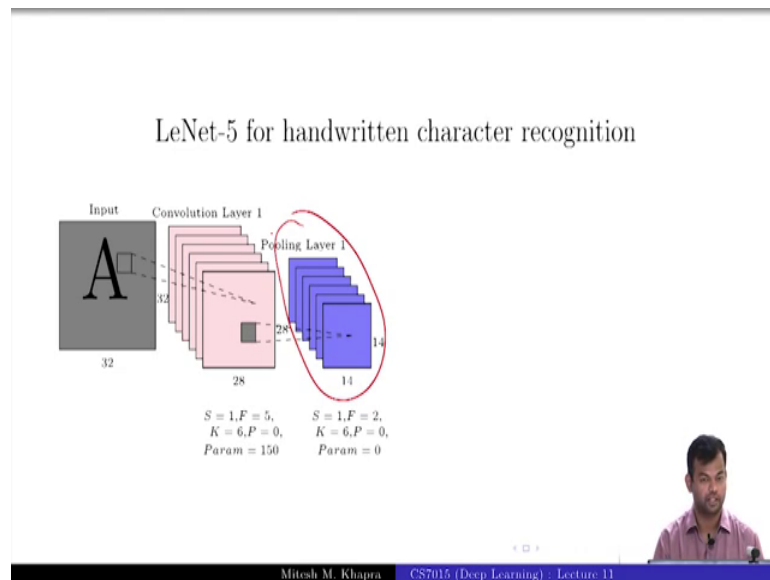 LeNet-5 for handwritten character recognition
Input
Convolution Layer 1
Pooling Layer 1
A
32
28
14
32
28
14
S = 1,F = 5,
K = 6,P = 0,
Param = 150
S = 1,F = 2,
K = 6,P = 0,
Param = 0
Mitesh M. Khapra
CS7015 (Deep Learning) : Lecture 11